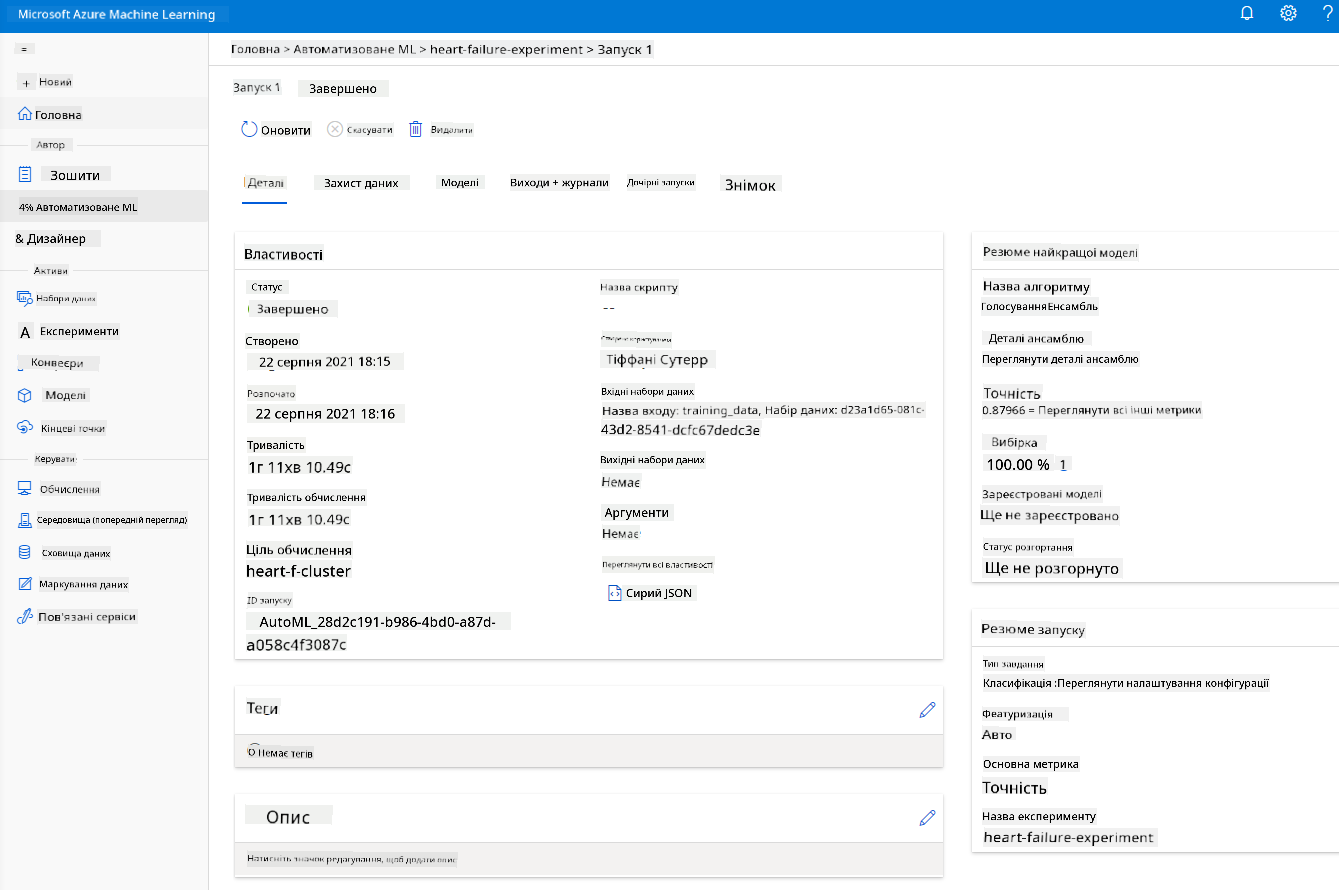 Microsoft Azure Machine Learning
Головна > Автоматизоване ML > heart-failure-experiment > Запуск 1
+ Новий
Головна
Автор
Зошити
4% Автоматизоване ML
& Дизайнер
Активи
Набори даних
A Експерименти
Конвеєри
Моделі
Кінцеві точки
Керувати
Обчислення
Середовища (попередній перегляд)
Сховища даних
Маркування даних
Пов'язані сервіси
Запуск 1 Завершено
Оновити Скасувати Видалити
Деталі Захист даних Моделі Виходи + журнали Дочірні запуски Знімок
Властивості
Статус
Завершено
Створено
22 серпня 2021 18:15
Розпочато
22 серпня 2021 18:16
Тривалість
1г 11хв 10.49с
Тривалість обчислення
1г 11хв 10.49с
Ціль обчислення
heart-f-cluster
ID запуску
AutoML_28d2c191-b986-4bd0-a87d-
a058c4f3087c
Назва скрипту
--
Створено користувачем
Тіффані Сутерр
Вхідні набори даних
Назва входу: training_data, Набір даних: d23a1d65-081c-
43d2-8541-dcfc67dedc3e
Вихідні набори даних
Немає
Аргументи
Немає
Переглянути всі властивості
Сирий JSON
Теги
Немає тегів
Опис
Натисніть значок редагування, щоб додати опис
Резюме найкращої моделі
Назва алгоритму
ГолосуванняЕнсамбль
Деталі ансамблю
Переглянути деталі ансамблю
Точність
0.87966 = Переглянути всі інші метрики
Вибірка
100.00 % 1
Зареєстровані моделі
Ще не зареєстровано
Статус розгортання
Ще не розгорнуто
Резюме запуску
Тип завдання
Класифікація :Переглянути налаштування конфігурації
Феатуризація
Авто
Основна метрика
Точність
Назва експерименту
heart-failure-experiment